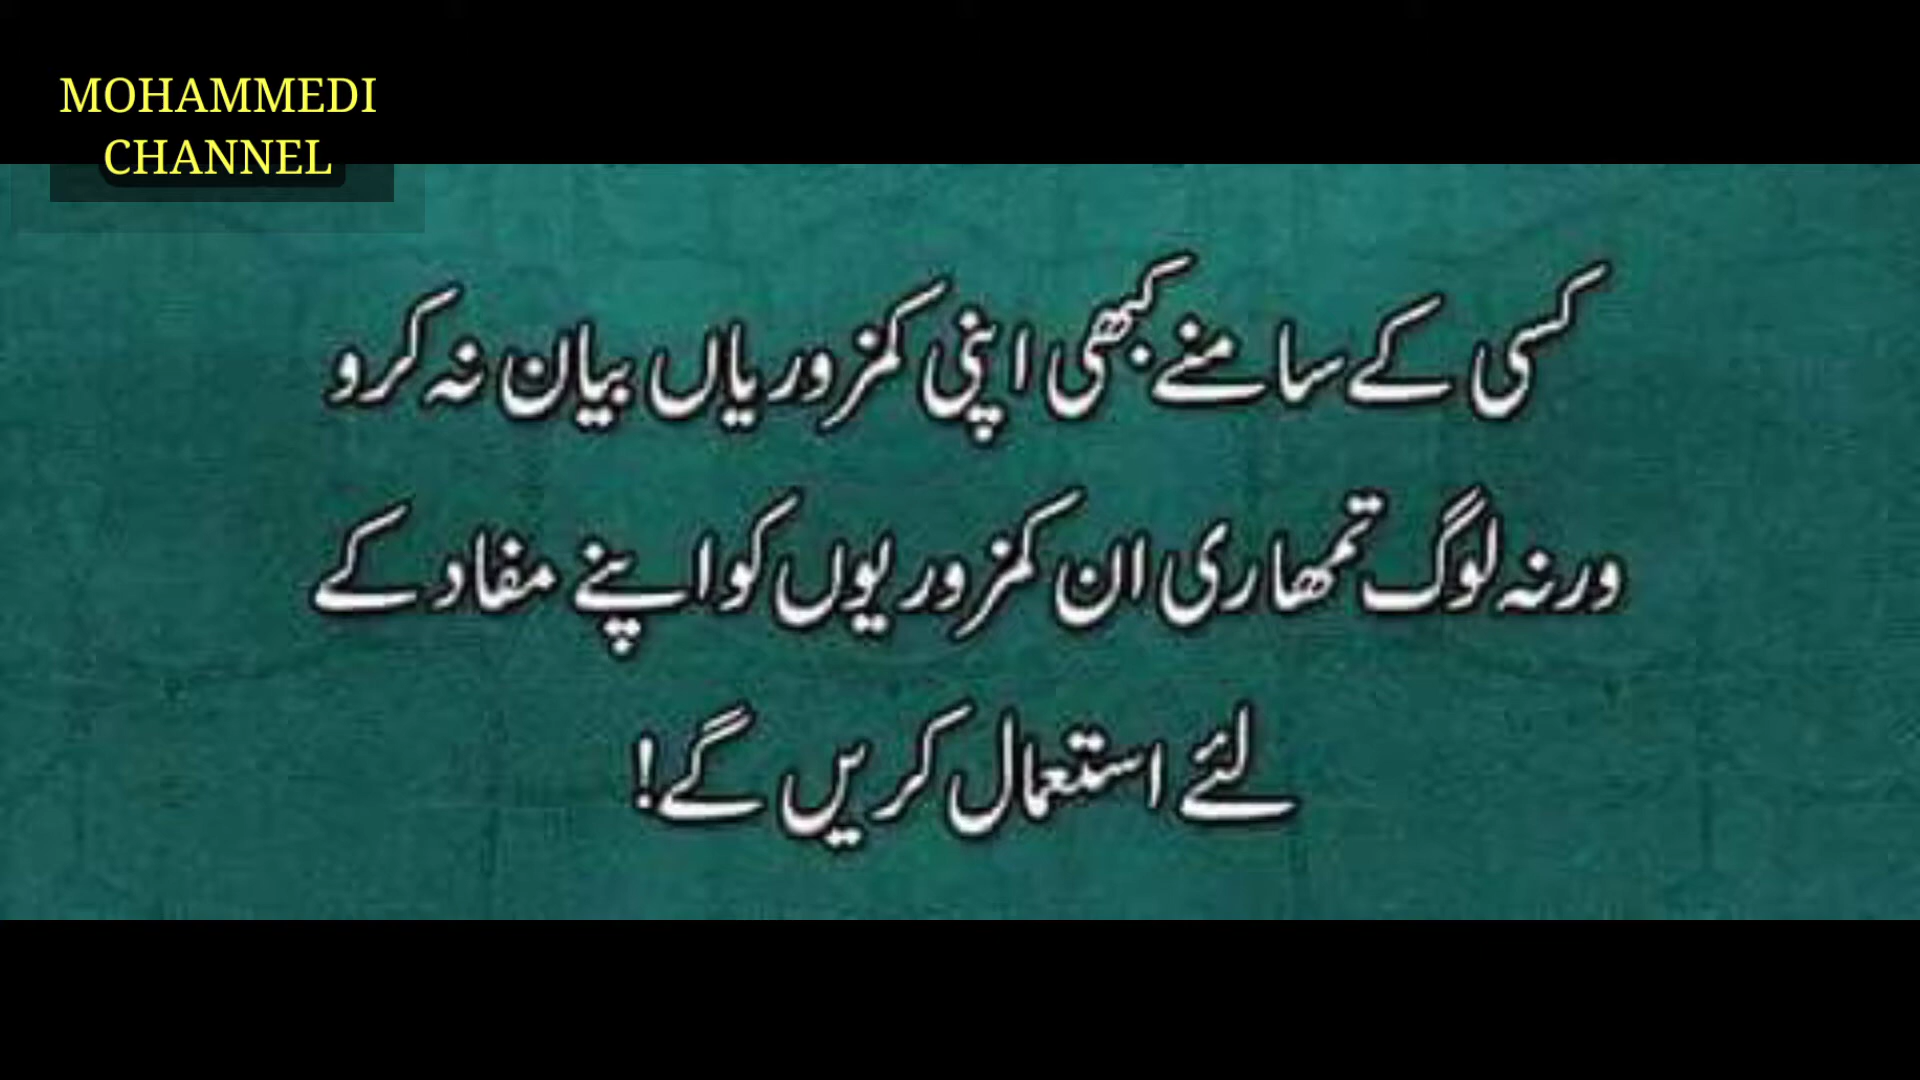 MOHAMMEDI
CHANNEL
کسی کے سامنے کبھی اپنی کمزوریاں بیان نہ کرو
ورنہ لوگ تمھاری ان کمزوریوں کو اپنے مفاد کے
لئے استعمال کریں گے!